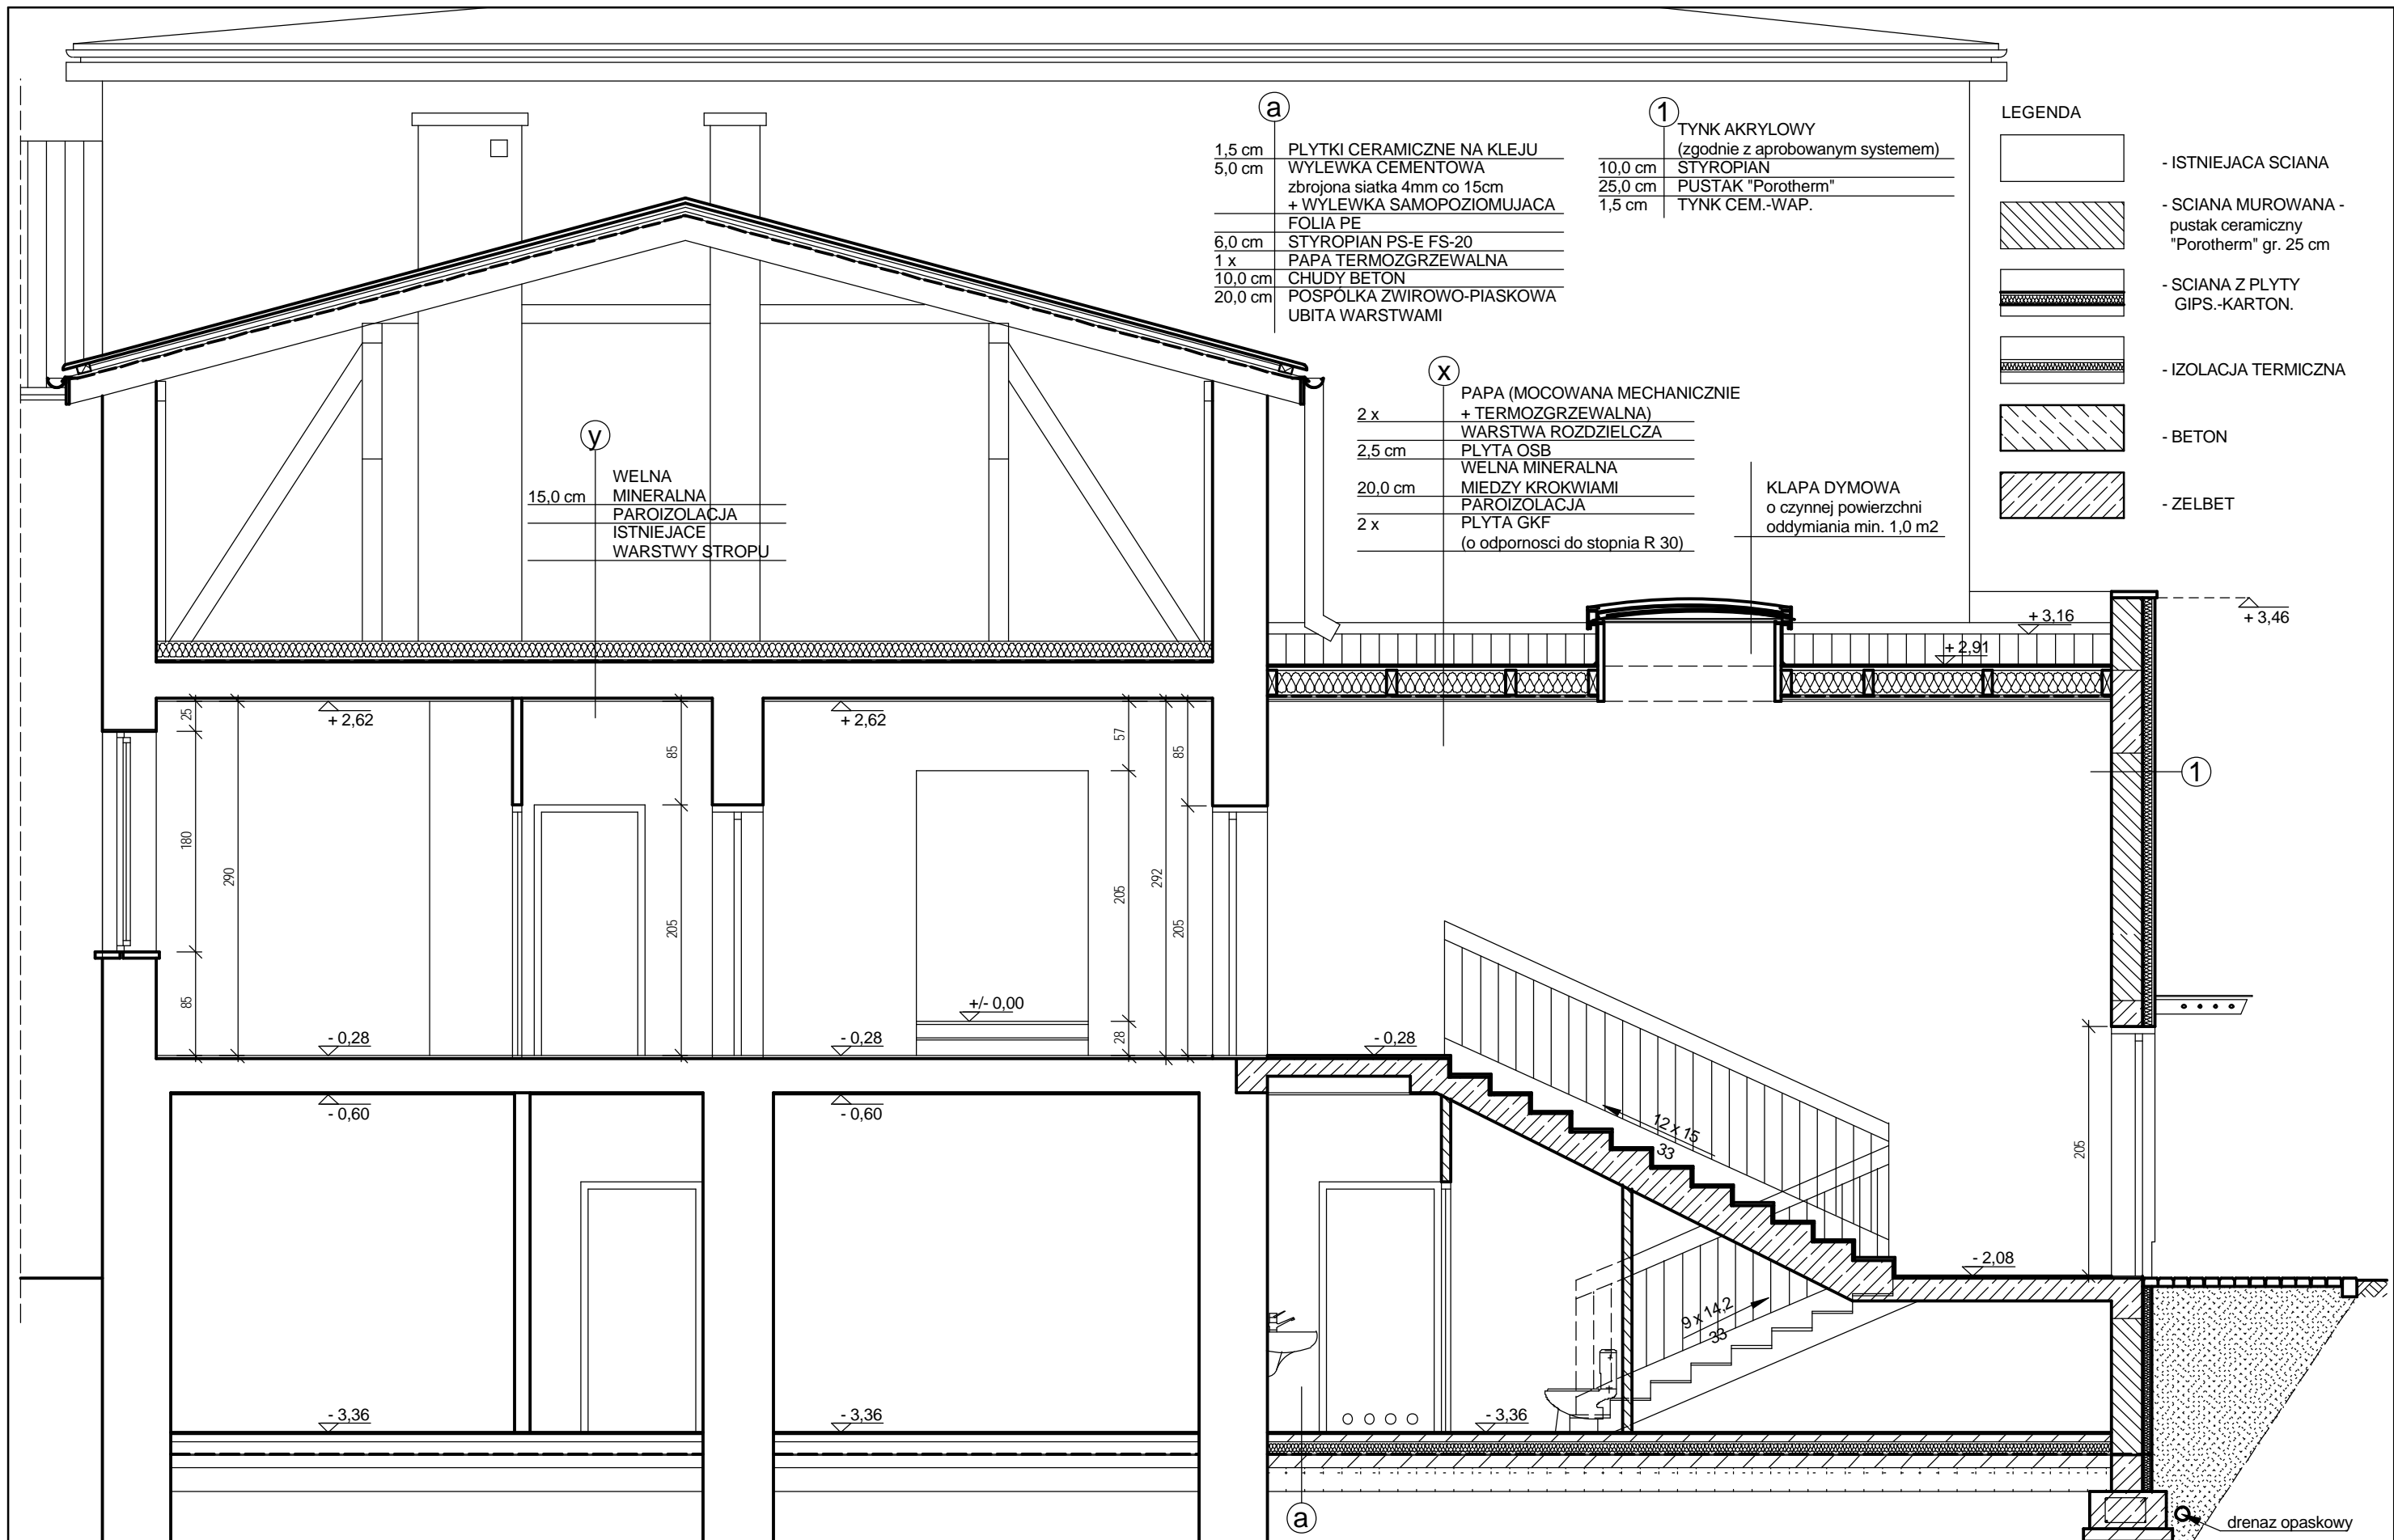 a
1,5 cm PLYTKI CERAMICZNE NA KLEJU
5,0 cm WYLEWKA CEMENTOWA
zbrojona siatka 4mm co 15cm
+ WYLEWKA SAMOPOZIOMUJACA
FOLIA PE
6,0 cm STYROPIAN PS-E FS-20
1 x PAPA TERMOZGRZEWALNA
10,0 cm CHUDY BETON
20,0 cm POSPÓLKA ZWIROWO-PIASKOWA
UBITA WARSTWAMI
1
TYNK AKRYLOWY
(zgodnie z aprobowanym systemem)
10,0 cm STYROPIAN
25,0 cm PUSTAK "Porotherm"
1,5 cm TYNK CEM.-WAP.
LEGENDA
- ISTNIEJACA SCIANA
- SCIANA MUROWANA -
pustak ceramiczny
"Porotherm" gr. 25 cm
- SCIANA Z PLYTY
GIPS.-KARTON.
- IZOLACJA TERMICZNA
- BETON
- ZELBET
x
PAPA (MOCOWANA MECHANICZNIE
2 x + TERMOZGRZEWALNA)
WARSTWA ROZDZIELCZA
2,5 cm PLYTA OSB
WELNA MINERALNA
20,0 cm MIEDZY KROKWIAMI
PAROIZOLACJA
2 x PLYTA GKF
(o odpornosci do stopnia R 30)
KLAPA DYMOWA
o czynnej powierzchni
oddymiania min. 1,0 m2
y
WELNA
15,0 cm MINERALNA
PAROIZOLACJA
ISTNIEJACE
WARSTWY STROPU
+ 3,46
+ 3,16
+ 2,91
+ 2,62
+ 2,62
25
180
85
290
85
205
57
205
28
292
85
205
1
+/- 0,00
- 0,28
- 0,28
- 0,28
- 0,60
- 0,60
12 x 15
33
205
- 2,08
9 x 14,2
33
- 3,36
- 3,36
- 3,36
a
drenaz opaskowy